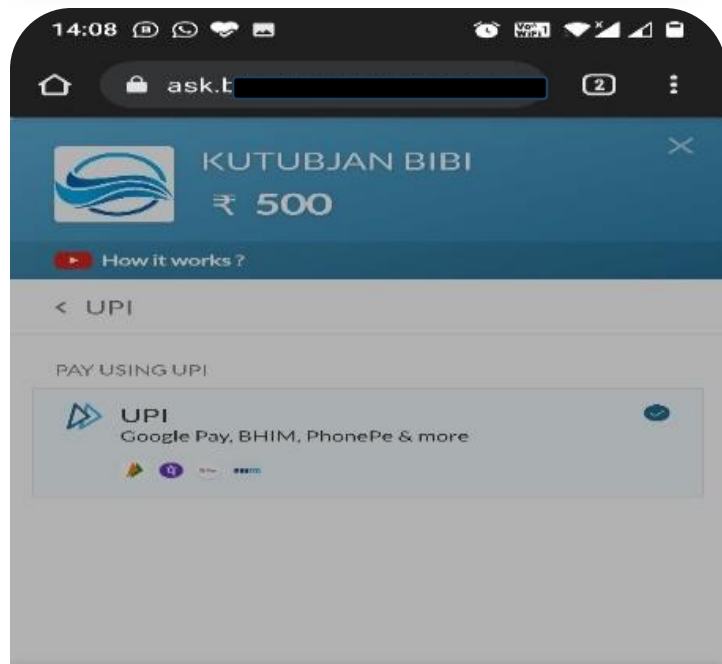 14:08
ask.
2
KUTUBJAN BIBI
₹ 500
How it works ?
< UPI
PAY USING UPI
UPI
Google Pay, BHIM, PhonePe & more